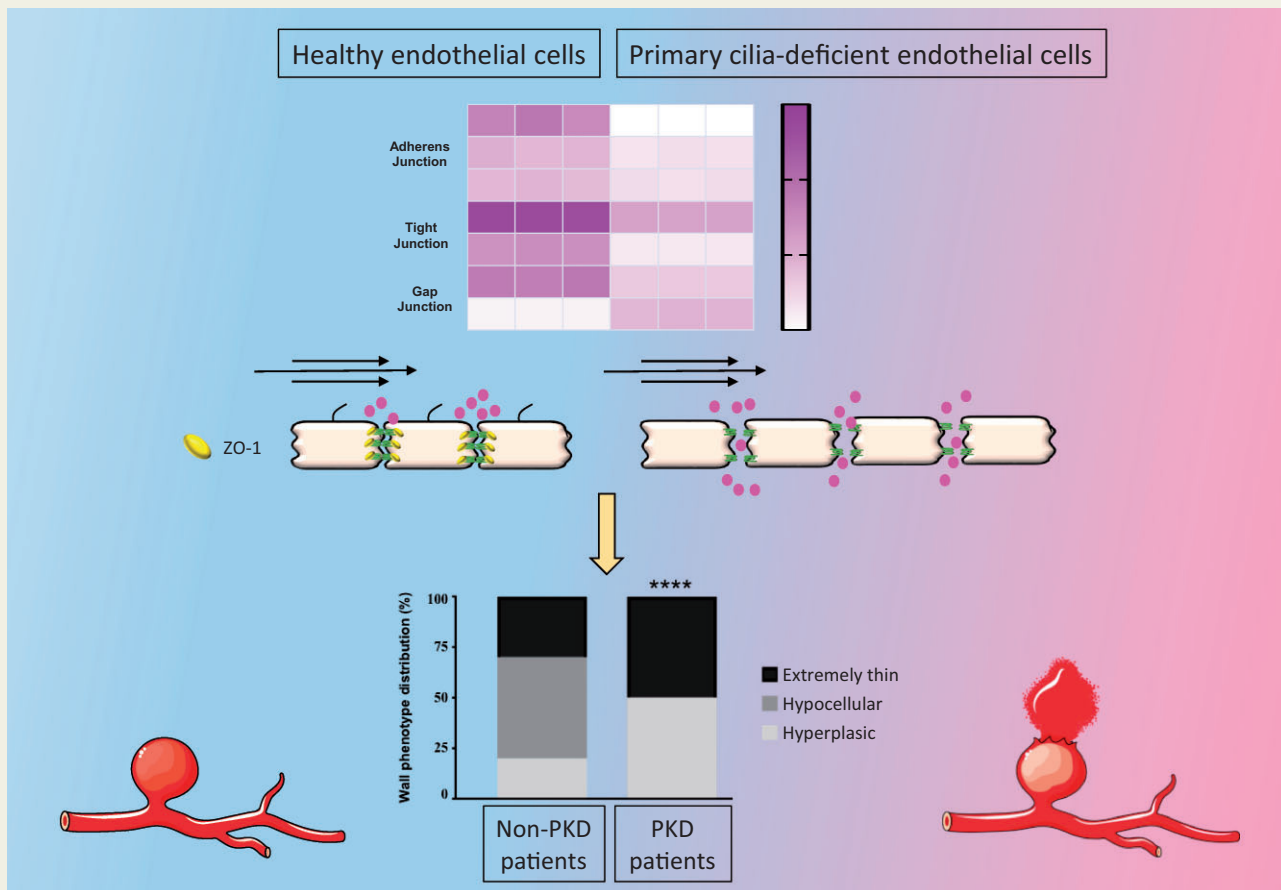 Healthy endothelial cells
Primary cilia-deficient endothelial cells
Adherens
Junction
Tight
Junction
Gap
Junction
ZO-1
****
Wall phenotype distribution (%)
100
75
50
25
0
Extremely thin
Hypocellular
Hyperplasic
Non-PKD
patients
PKD
patients